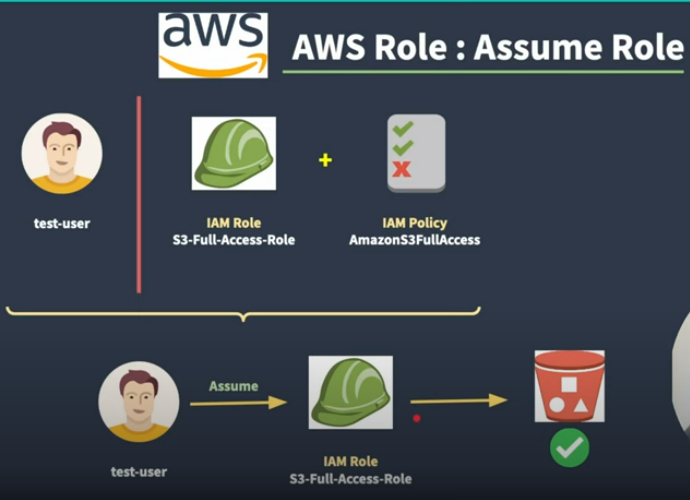 aws
AWS Role : Assume Role
test-user
IAM Role
S3-Full-Access-Role
+
IAM Policy
AmazonS3FullAccess
Assume
test-user
IAM Role
S3-Full-Access-Role